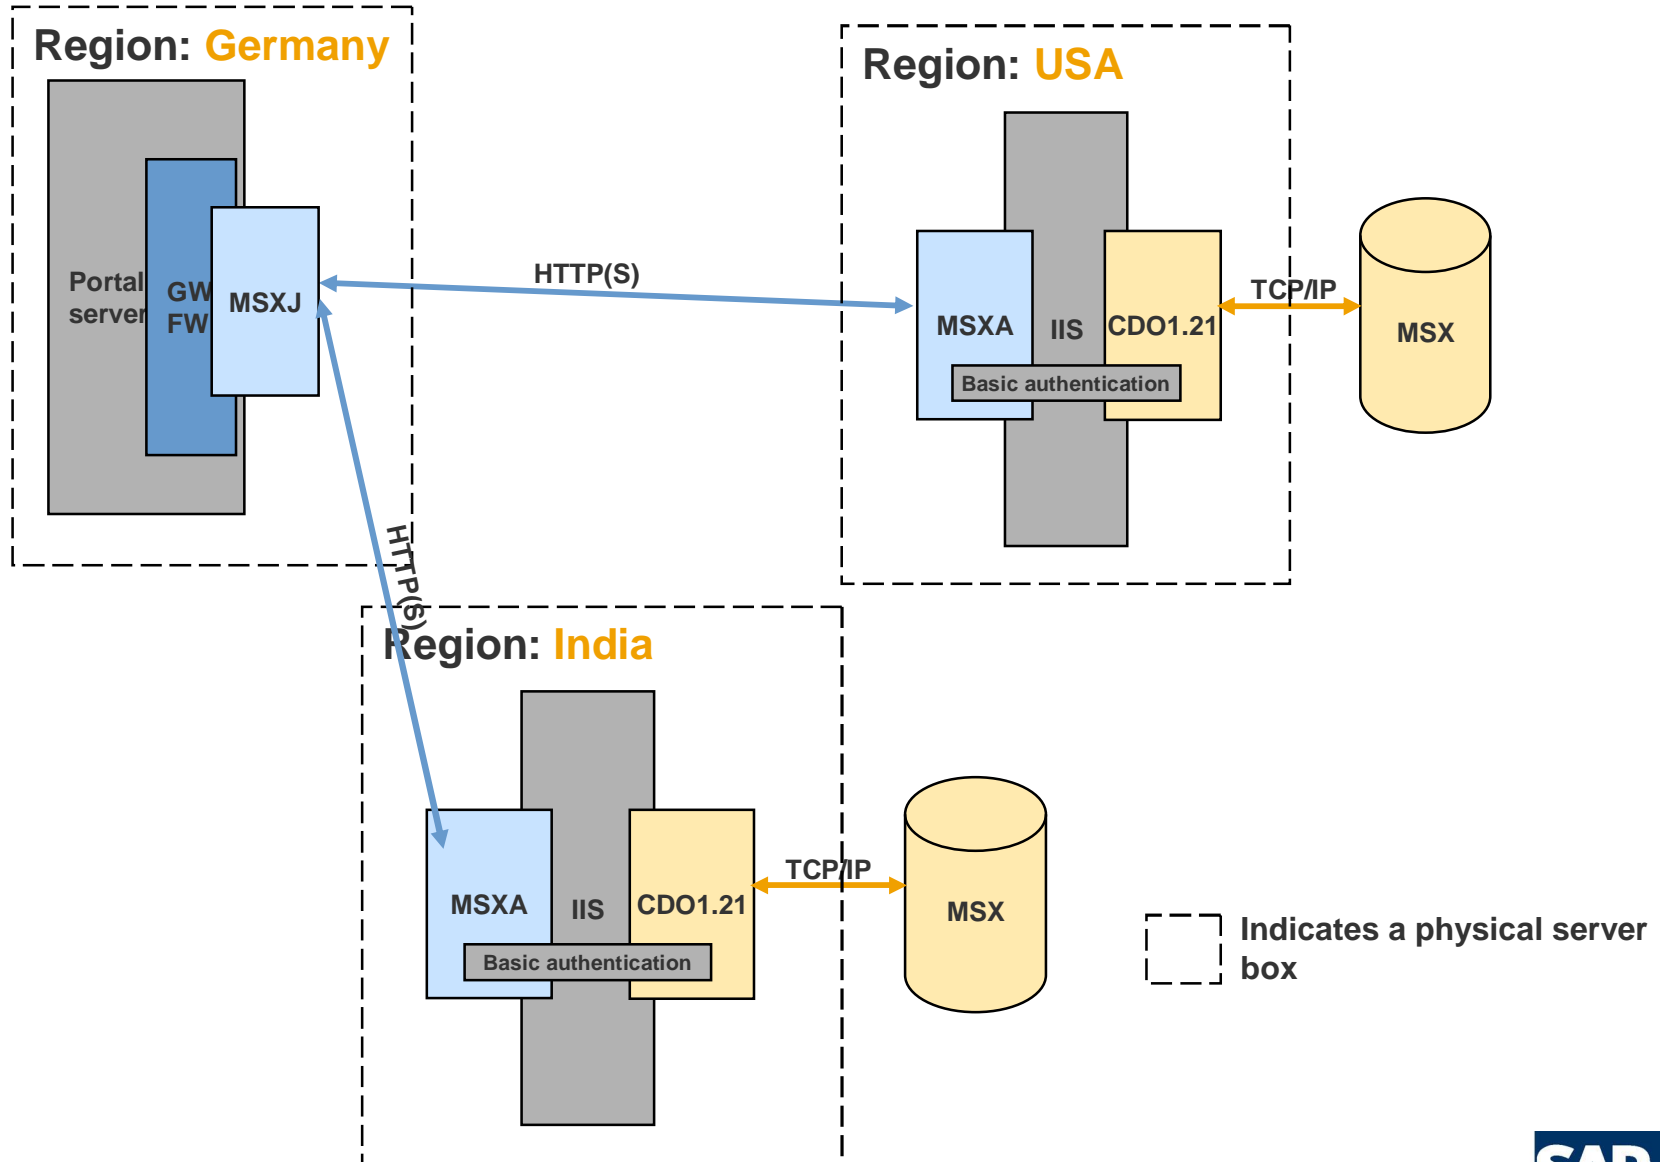 Region: Germany
Portal
server
GW
FW
MSXJ
HTTP(S)
HTTP(S)
Region: USA
MSXA
IIS
CDO1.21
Basic authentication
TCP/IP
MSX
Region: India
MSXA
IIS
CDO1.21
Basic authentication
TCP/IP
MSX
Indicates a physical server
box
SAP